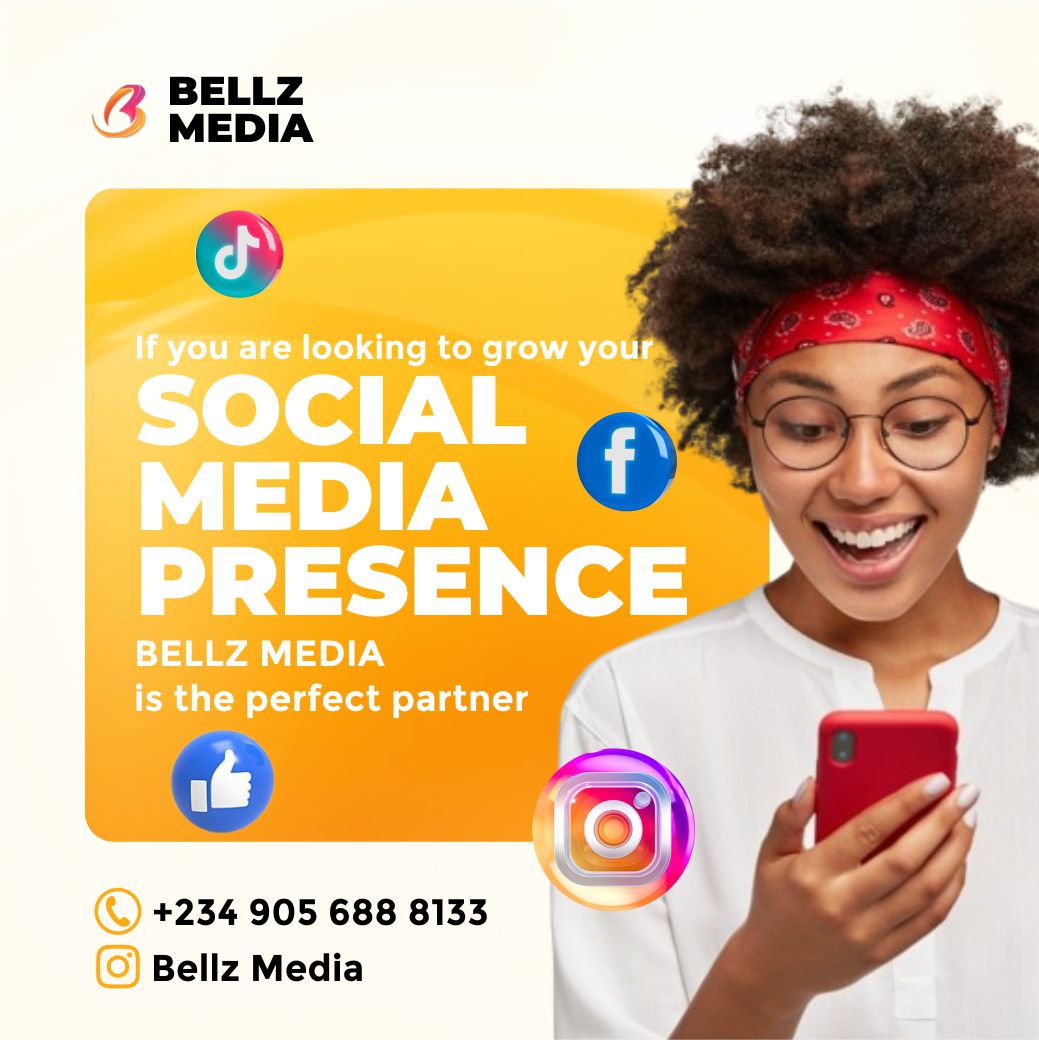 BELLZ
MEDIA
If you are looking to grow your
SOCIAL
MEDIA
PRESENCE
BELLZ MEDIA
is the perfect partner
+234 905 688 8133
Bellz Media